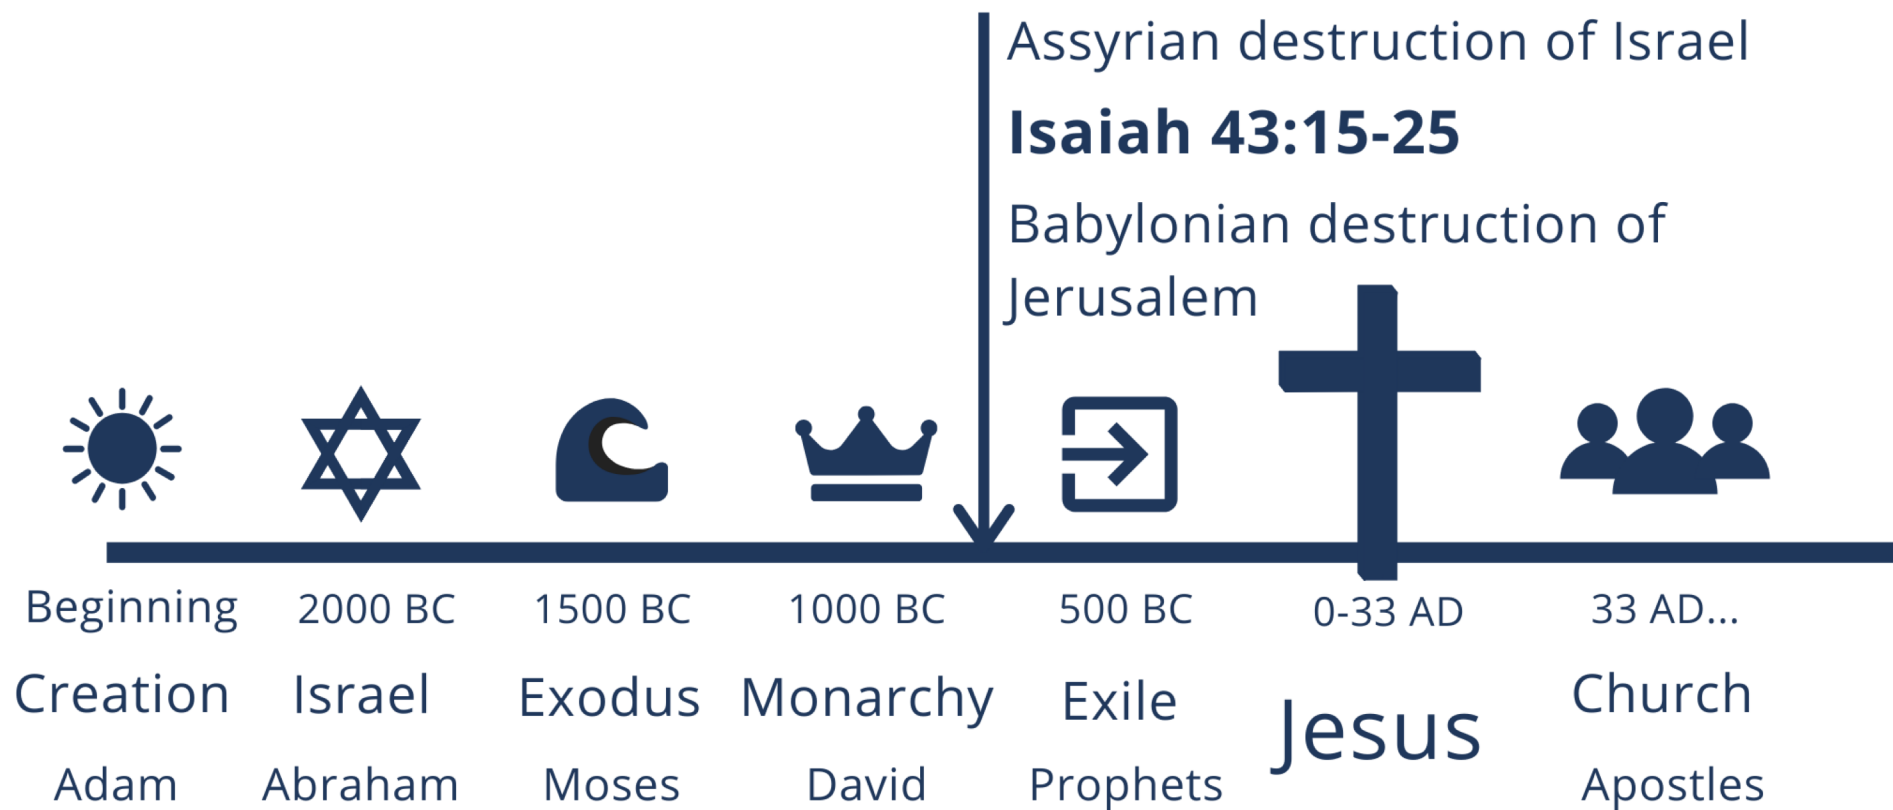 Assyrian destruction of Israel
Isaiah 43:15-25
Babylonian destruction of
Jerusalem
Beginning 2000 BC 1500 BC 1000 BC 500 BC 0-33 AD 33 AD...
Creation Israel Exodus Monarchy Exile Jesus Church
Adam Abraham Moses David Prophets Apostles